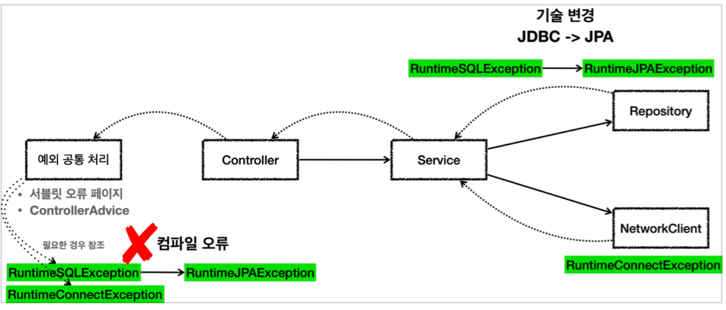 기술 변경
JDBC -> JPA
RuntimeSQLException
RuntimeJPAException
Repository
예외 공통 처리
Controller
Service
• 서블릿 오류 페이지
• ControllerAdvice
NetworkClient
필요한 경우 참조
컴파일 오류
RuntimeConnectException
RuntimeSQLException
RuntimeJPAException
RuntimeConnectException